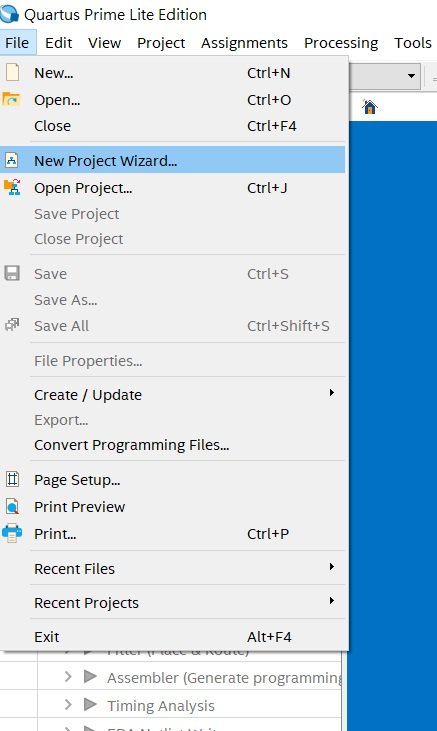 Quartus Prime Lite Edition
File Edit View Project Assignments Processing Tools
New... Ctrl+N
Open... Ctrl+O
Close Ctrl+F4
New Project Wizard...
Open Project... Ctrl+J
Save Project
Close Project
Save Ctrl+S
Save As...
Save All Ctrl+Shift+S
File Properties...
Create / Update
Export...
Convert Programming Files...
Page Setup...
Print Preview
Print... Ctrl+P
Recent Files
Recent Projects
Exit Alt+F4
Fitter (Place & Route)
Assembler (Generate programming
Timing Analysis